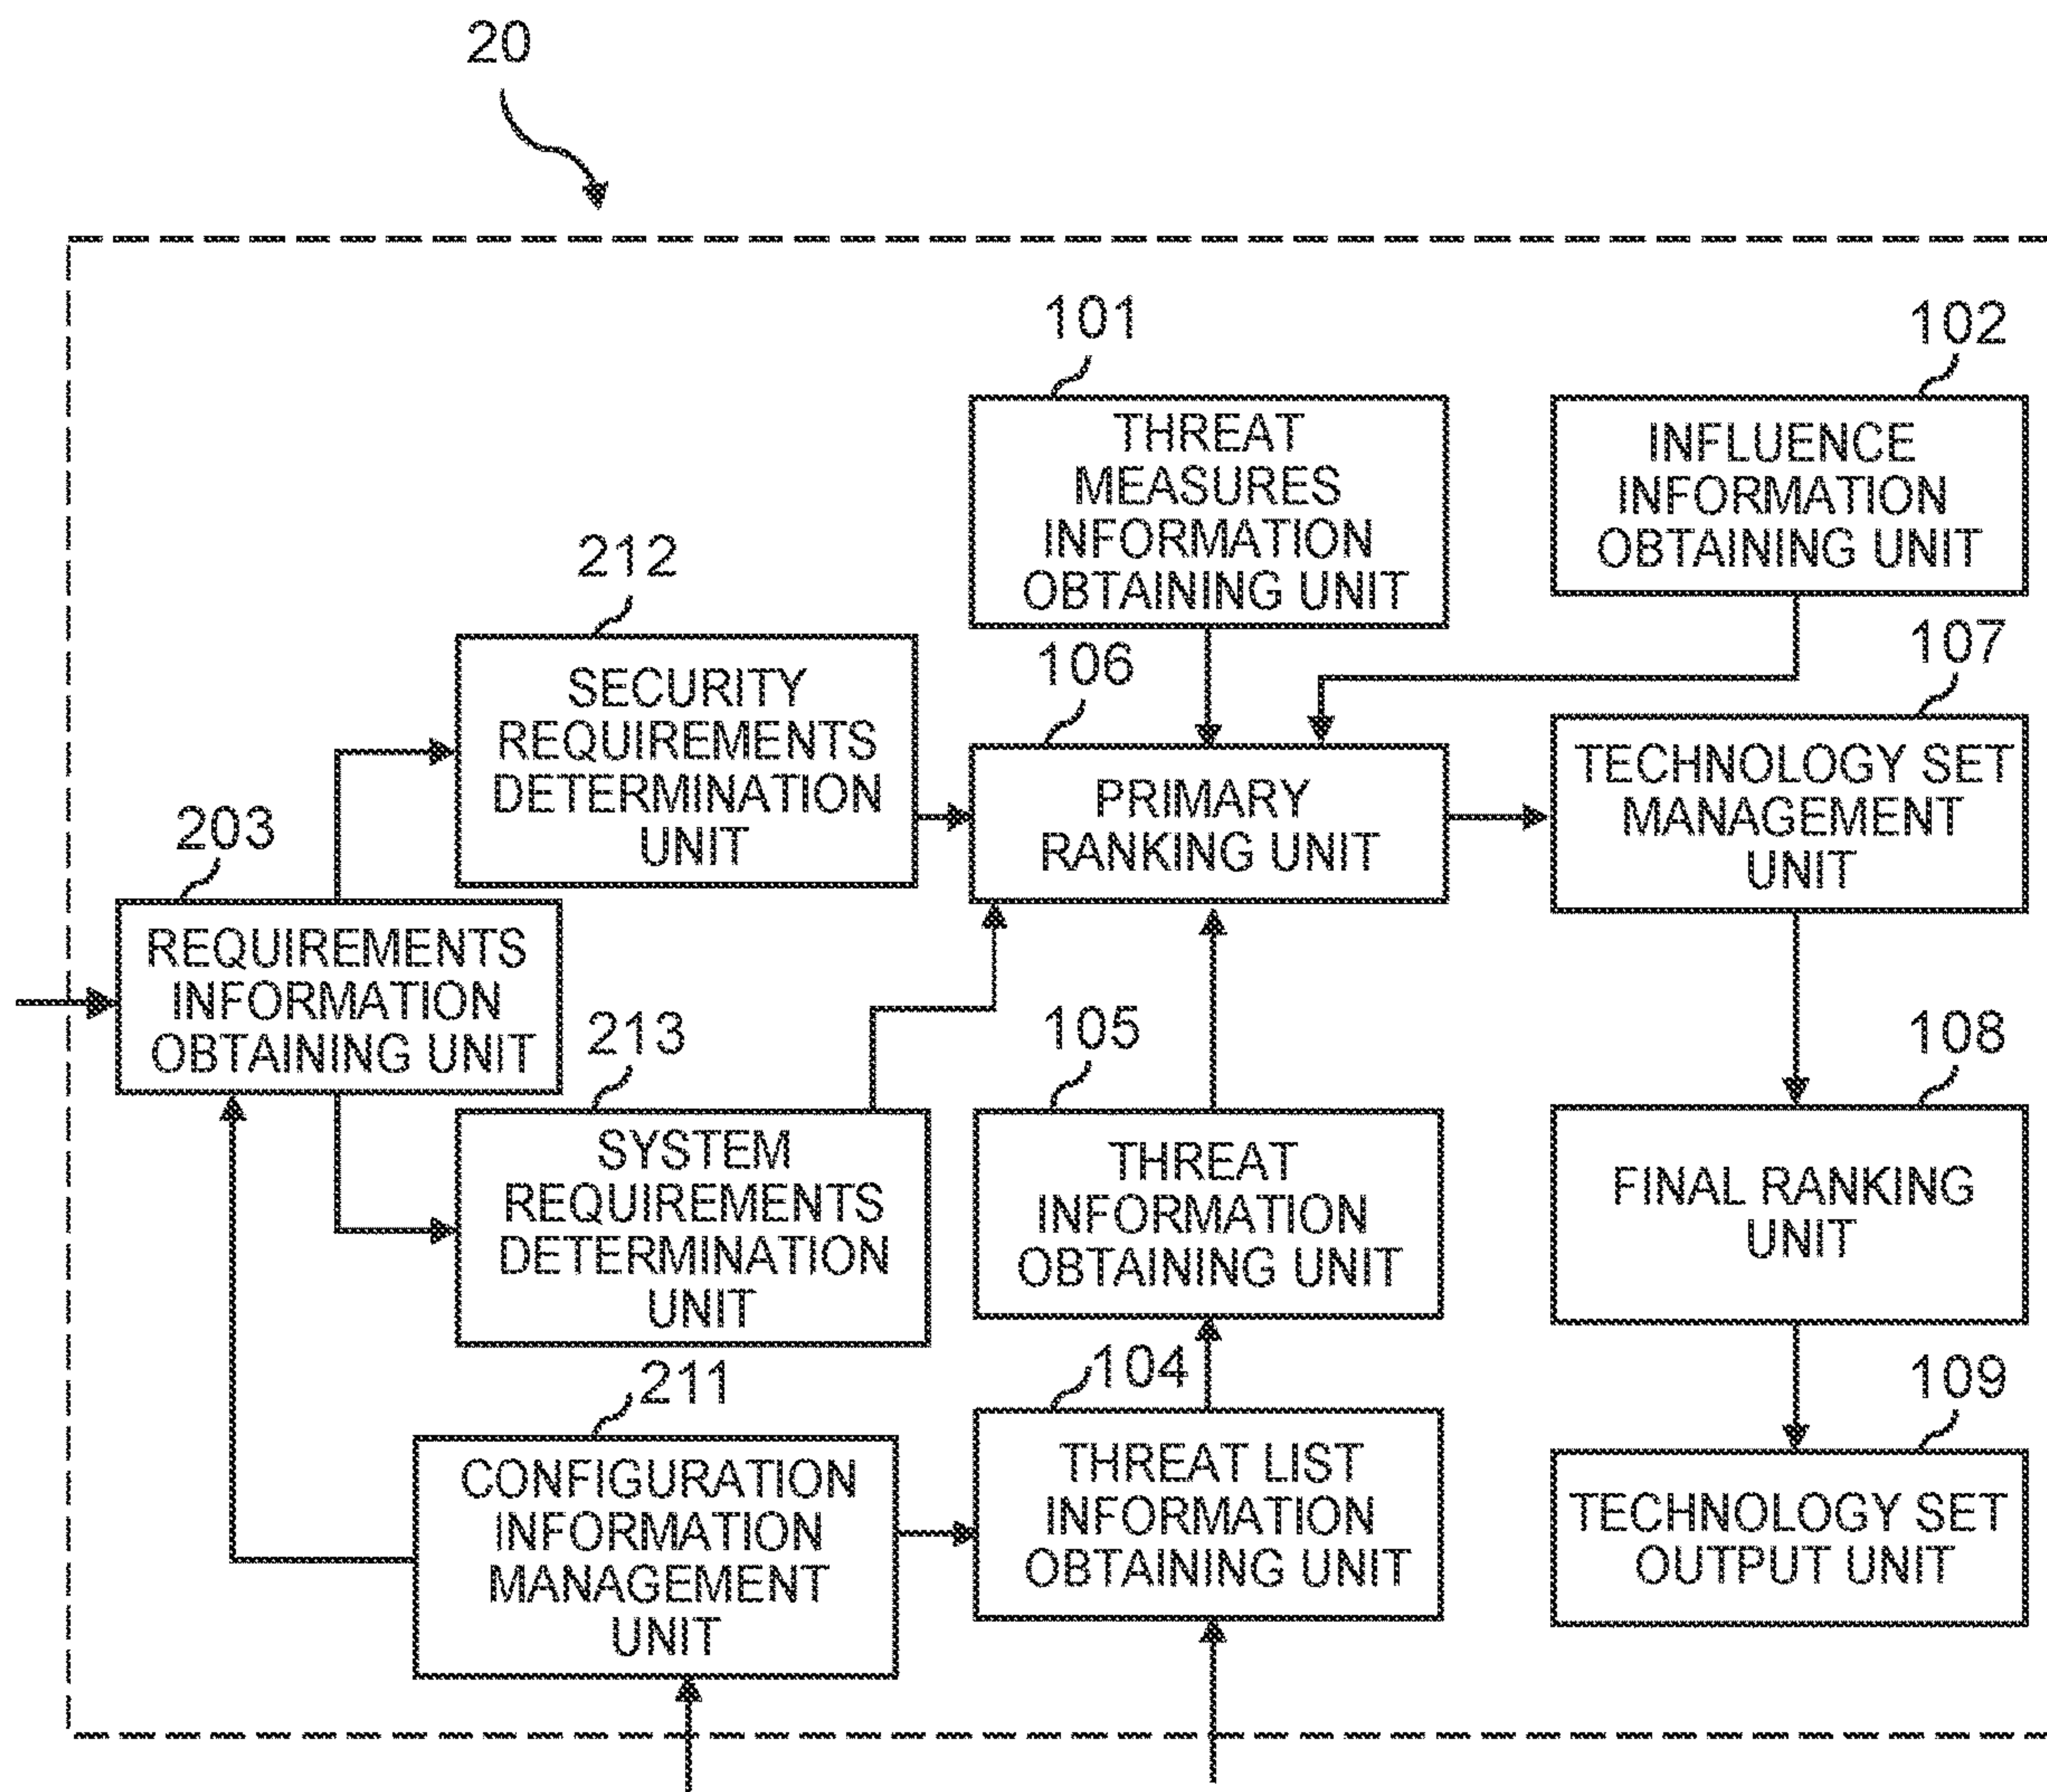 20
101
THREAT
MEASURES
INFORMATION
OBTAINING UNIT
102
INFLUENCE
INFORMATION
OBTAINING UNIT
212
SECURITY
REQUIREMENTS
DETERMINATION
UNIT
106
PRIMARY
RANKING UNIT
107
TECHNOLOGY SET
MANAGEMENT
UNIT
203
REQUIREMENTS
INFORMATION
OBTAINING UNIT
213
SYSTEM
REQUIREMENTS
DETERMINATION
UNIT
105
THREAT
INFORMATION
OBTAINING UNIT
108
FINAL RANKING
UNIT
211
CONFIGURATION
INFORMATION
MANAGEMENT
UNIT
104
THREAT LIST
INFORMATION
OBTAINING UNIT
109
TECHNOLOGY SET
OUTPUT UNIT